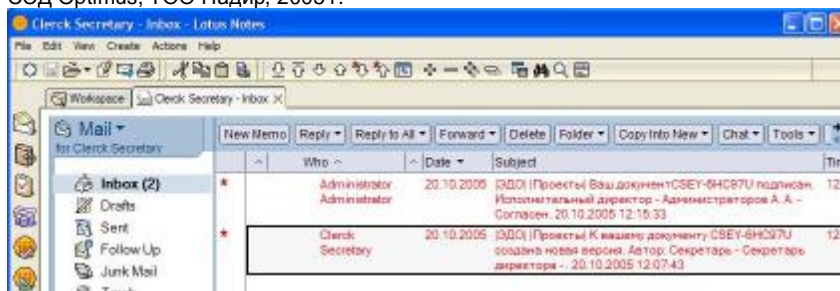 СЭД Optimus, ТОО Надир, 2005г.
Clerck Secretary - Inbox - Lotus Notes
File Edit View Create Actions Help
Workspace Clerck Secretary - Inbox
Mail
for Clerck Secretary
New Memo Reply Reply to All Forward Delete Folder Copy Into New Chat Tools
Who Date Subject
Inbox (2)
Drafts
Sent
Follow Up
Junk Mail
Administrator
Administrator
20.10.2005
|ЭДО| |Проекты| Ваш документ CSEY-6HC97U подписан.
Исполнительный директор - Администраторов А. А. -
Согласен. 20.10.2005 12:15:33
12
Clerck
Secretary
20.10.2005
|ЭДО| |Проекты| К вашему документу CSEY-6HC97U
создана новая версия. Автор: Секретарь - Секретарь
директора - . 20.10.2005 12:07:43
12